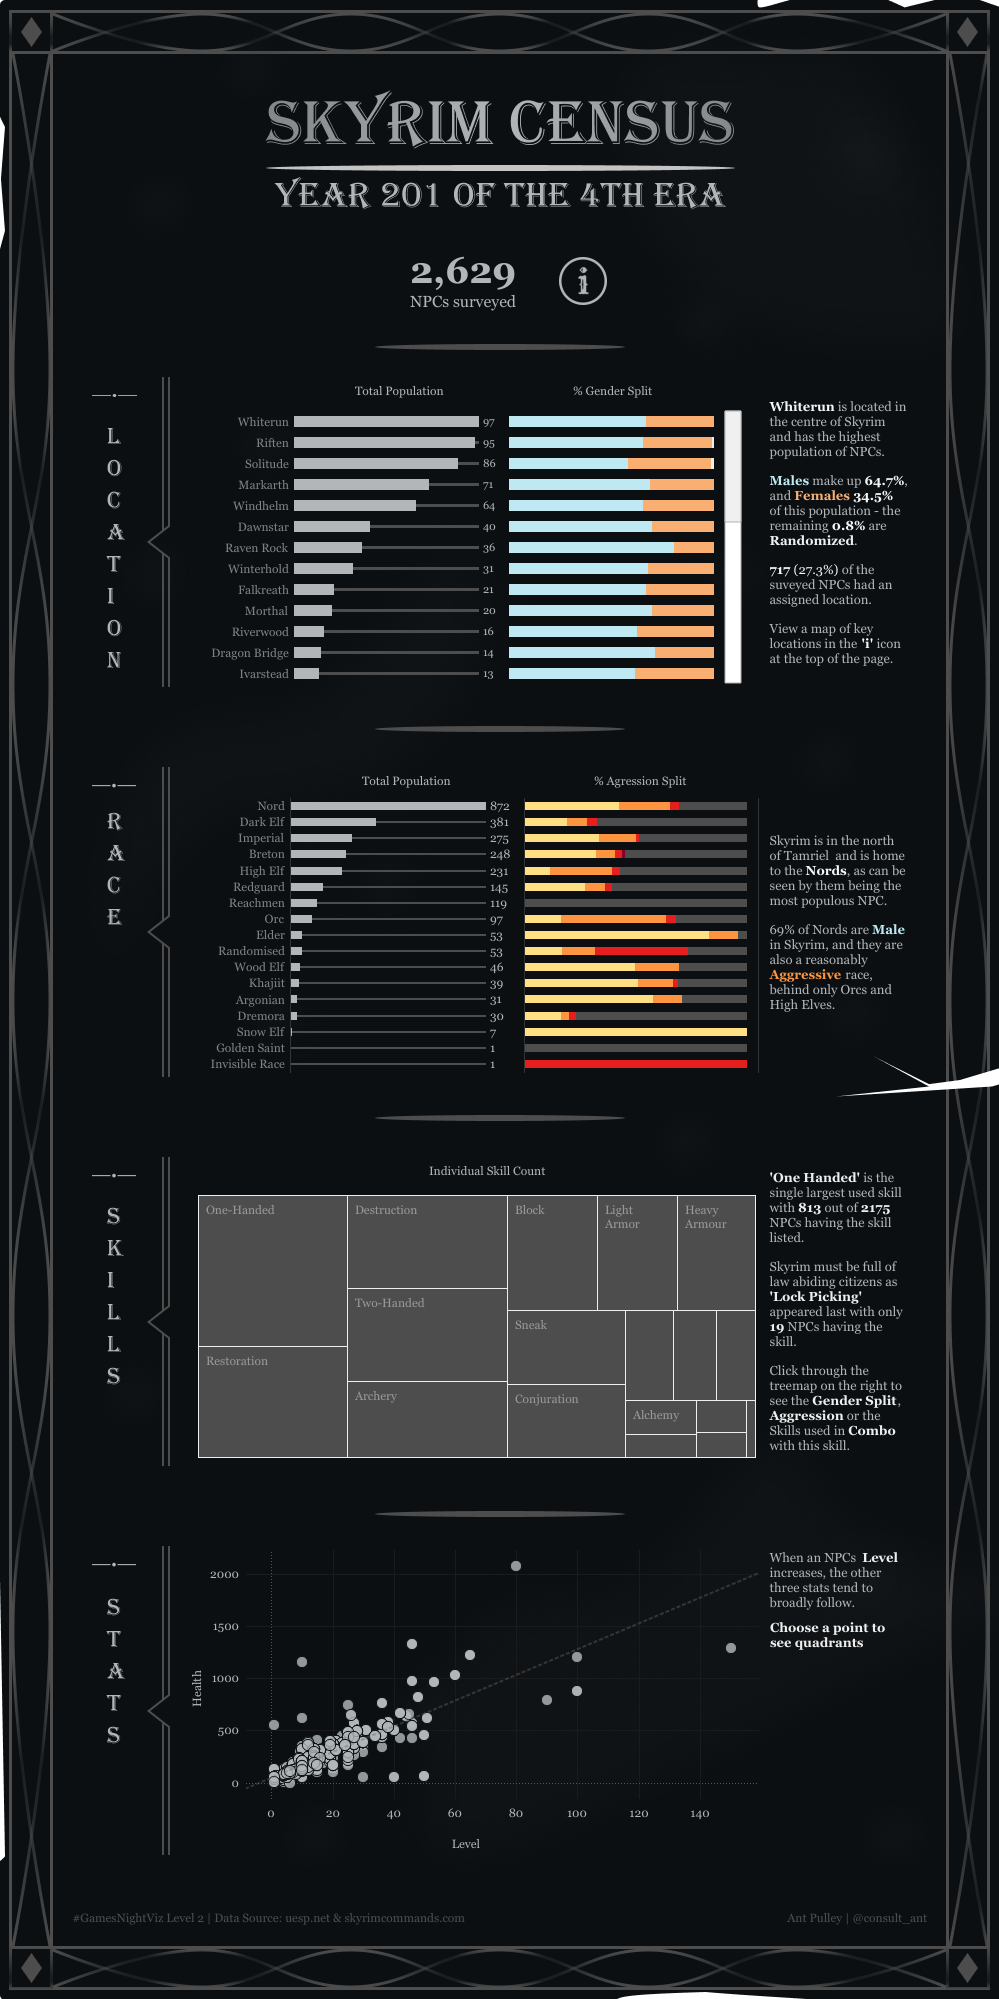 SKYRIM CENSUS
YEAR 201 OF THE 4TH ERA
2,629
NPCs surveyed
i
LOCATION
Total Population
% Gender Split
Whiterun 97
Riften 95
Solitude 86
Markarth 71
Windhelm 64
Dawnstar 40
Raven Rock 36
Winterhold 31
Falkreath 21
Morthal 20
Riverwood 16
Dragon Bridge 14
Ivarstead 13
Whiterun is located in
the centre of Skyrim
and has the highest
population of NPCs.
Males make up 64.7%,
and Females 34.5%
of this population - the
remaining 0.8% are
Randomized.
717 (27.3%) of the
suveyed NPCs had an
assigned location.
View a map of key
locations in the 'i' icon
at the top of the page.
RACE
Total Population
% Agression Split
Nord 872
Dark Elf 381
Imperial 275
Breton 248
High Elf 231
Redguard 145
Reachmen 119
Orc 97
Elder 53
Randomised 53
Wood Elf 46
Khajiit 39
Argonian 31
Dremora 30
Snow Elf 7
Golden Saint 1
Invisible Race 1
Skyrim is in the north
of Tamriel and is home
to the Nords, as can be
seen by them being the
most populous NPC.
69% of Nords are Male
in Skyrim, and they are
also a reasonably
Aggressive race,
behind only Orcs and
High Elves.
SKILLS
Individual Skill Count
One-Handed
Destruction
Block
Light
Armor
Heavy
Armour
Two-Handed
Sneak
Restoration
Archery
Conjuration
Alchemy
'One Handed' is the
single largest used skill
with 813 out of 2175
NPCs having the skill
listed.
Skyrim must be full of
law abiding citizens as
'Lock Picking'
appeared last with only
19 NPCs having the
skill.
Click through the
treemap on the right to
see the Gender Split,
Aggression or the
Skills used in Combo
with this skill.
STATS
Health
2000
1500
1000
500
0
0 20 40 60 80 100 120 140
Level
When an NPCs Level
increases, the other
three stats tend to
broadly follow.
Choose a point to
see quadrants
#GamesNightViz Level 2 | Data Source: uesp.net & skyrimcommands.com
Ant Pulley | @consult_ant